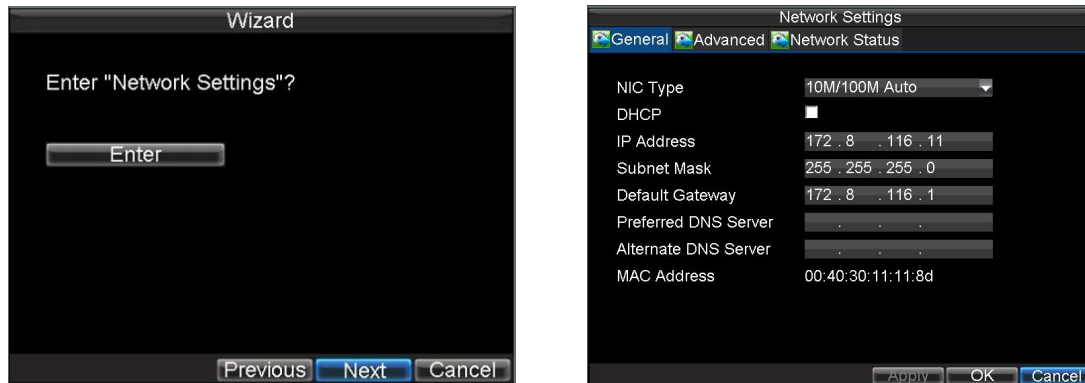 Wizard
Enter "Network Settings"?
Enter
Previous Next Cancel
Network Settings
General Advanced Network Status
NIC Type 10M/100M Auto
DHCP
IP Address 172 . 8 . 116 . 11
Subnet Mask 255 . 255 . 255 . 0
Default Gateway 172 . 8 . 116 . 1
Preferred DNS Server . . .
Alternate DNS Server . . .
MAC Address 00:40:30:11:11:8d
Apply OK Cancel